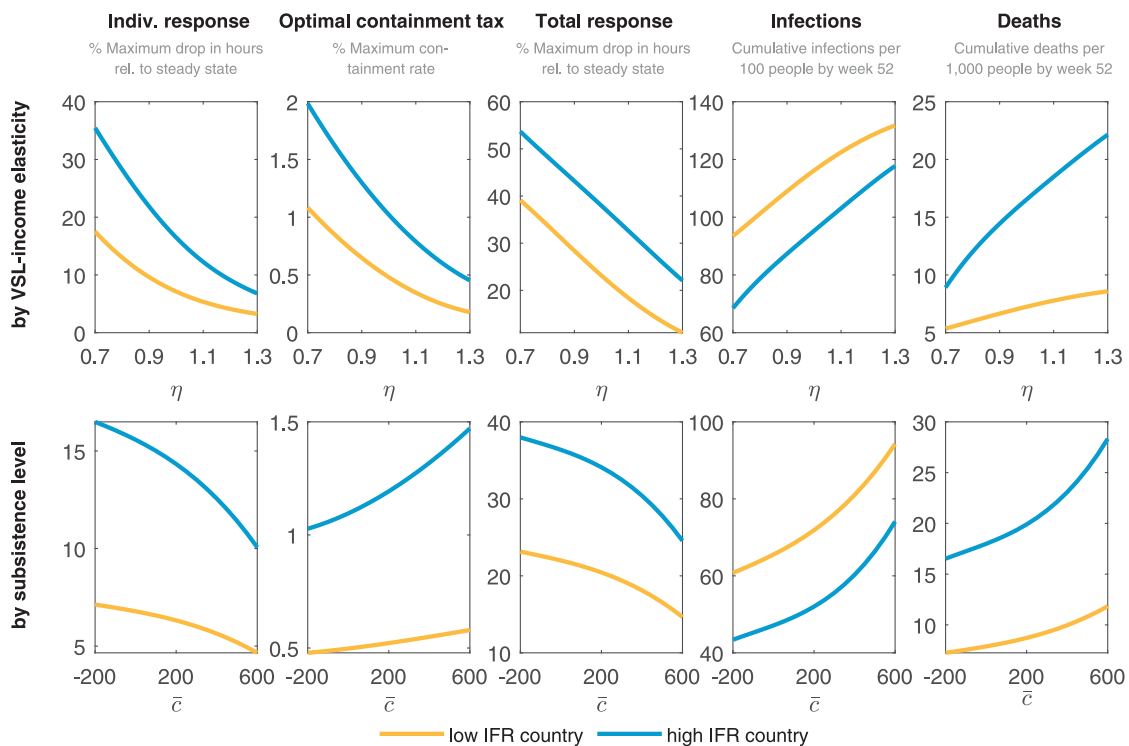 Indiv. response
% Maximum drop in hours
rel. to steady state
Optimal containment tax
% Maximum con-
tainment rate
Total response
% Maximum drop in hours
rel. to steady state
Infections
Cumulative infections per
100 people by week 52
Deaths
Cumulative deaths per
1,000 people by week 52
by VSL-income elasticity
40
30
20
10
0
0.7 0.9 1.1 1.3
η
2
1.5
1
0.5
0
0.7 0.9 1.1 1.3
η
60
50
40
30
20
0.7 0.9 1.1 1.3
η
140
120
100
80
60
0.7 0.9 1.1 1.3
η
25
20
15
10
5
0.7 0.9 1.1 1.3
η
by subsistence level
15
10
5
-200 200 600
c̄
1.5
1
0.5
-200 200 600
c̄
40
30
20
10
-200 200 600
c̄
100
80
60
40
-200 200 600
c̄
30
25
20
15
10
-200 200 600
c̄
low IFR country
high IFR country